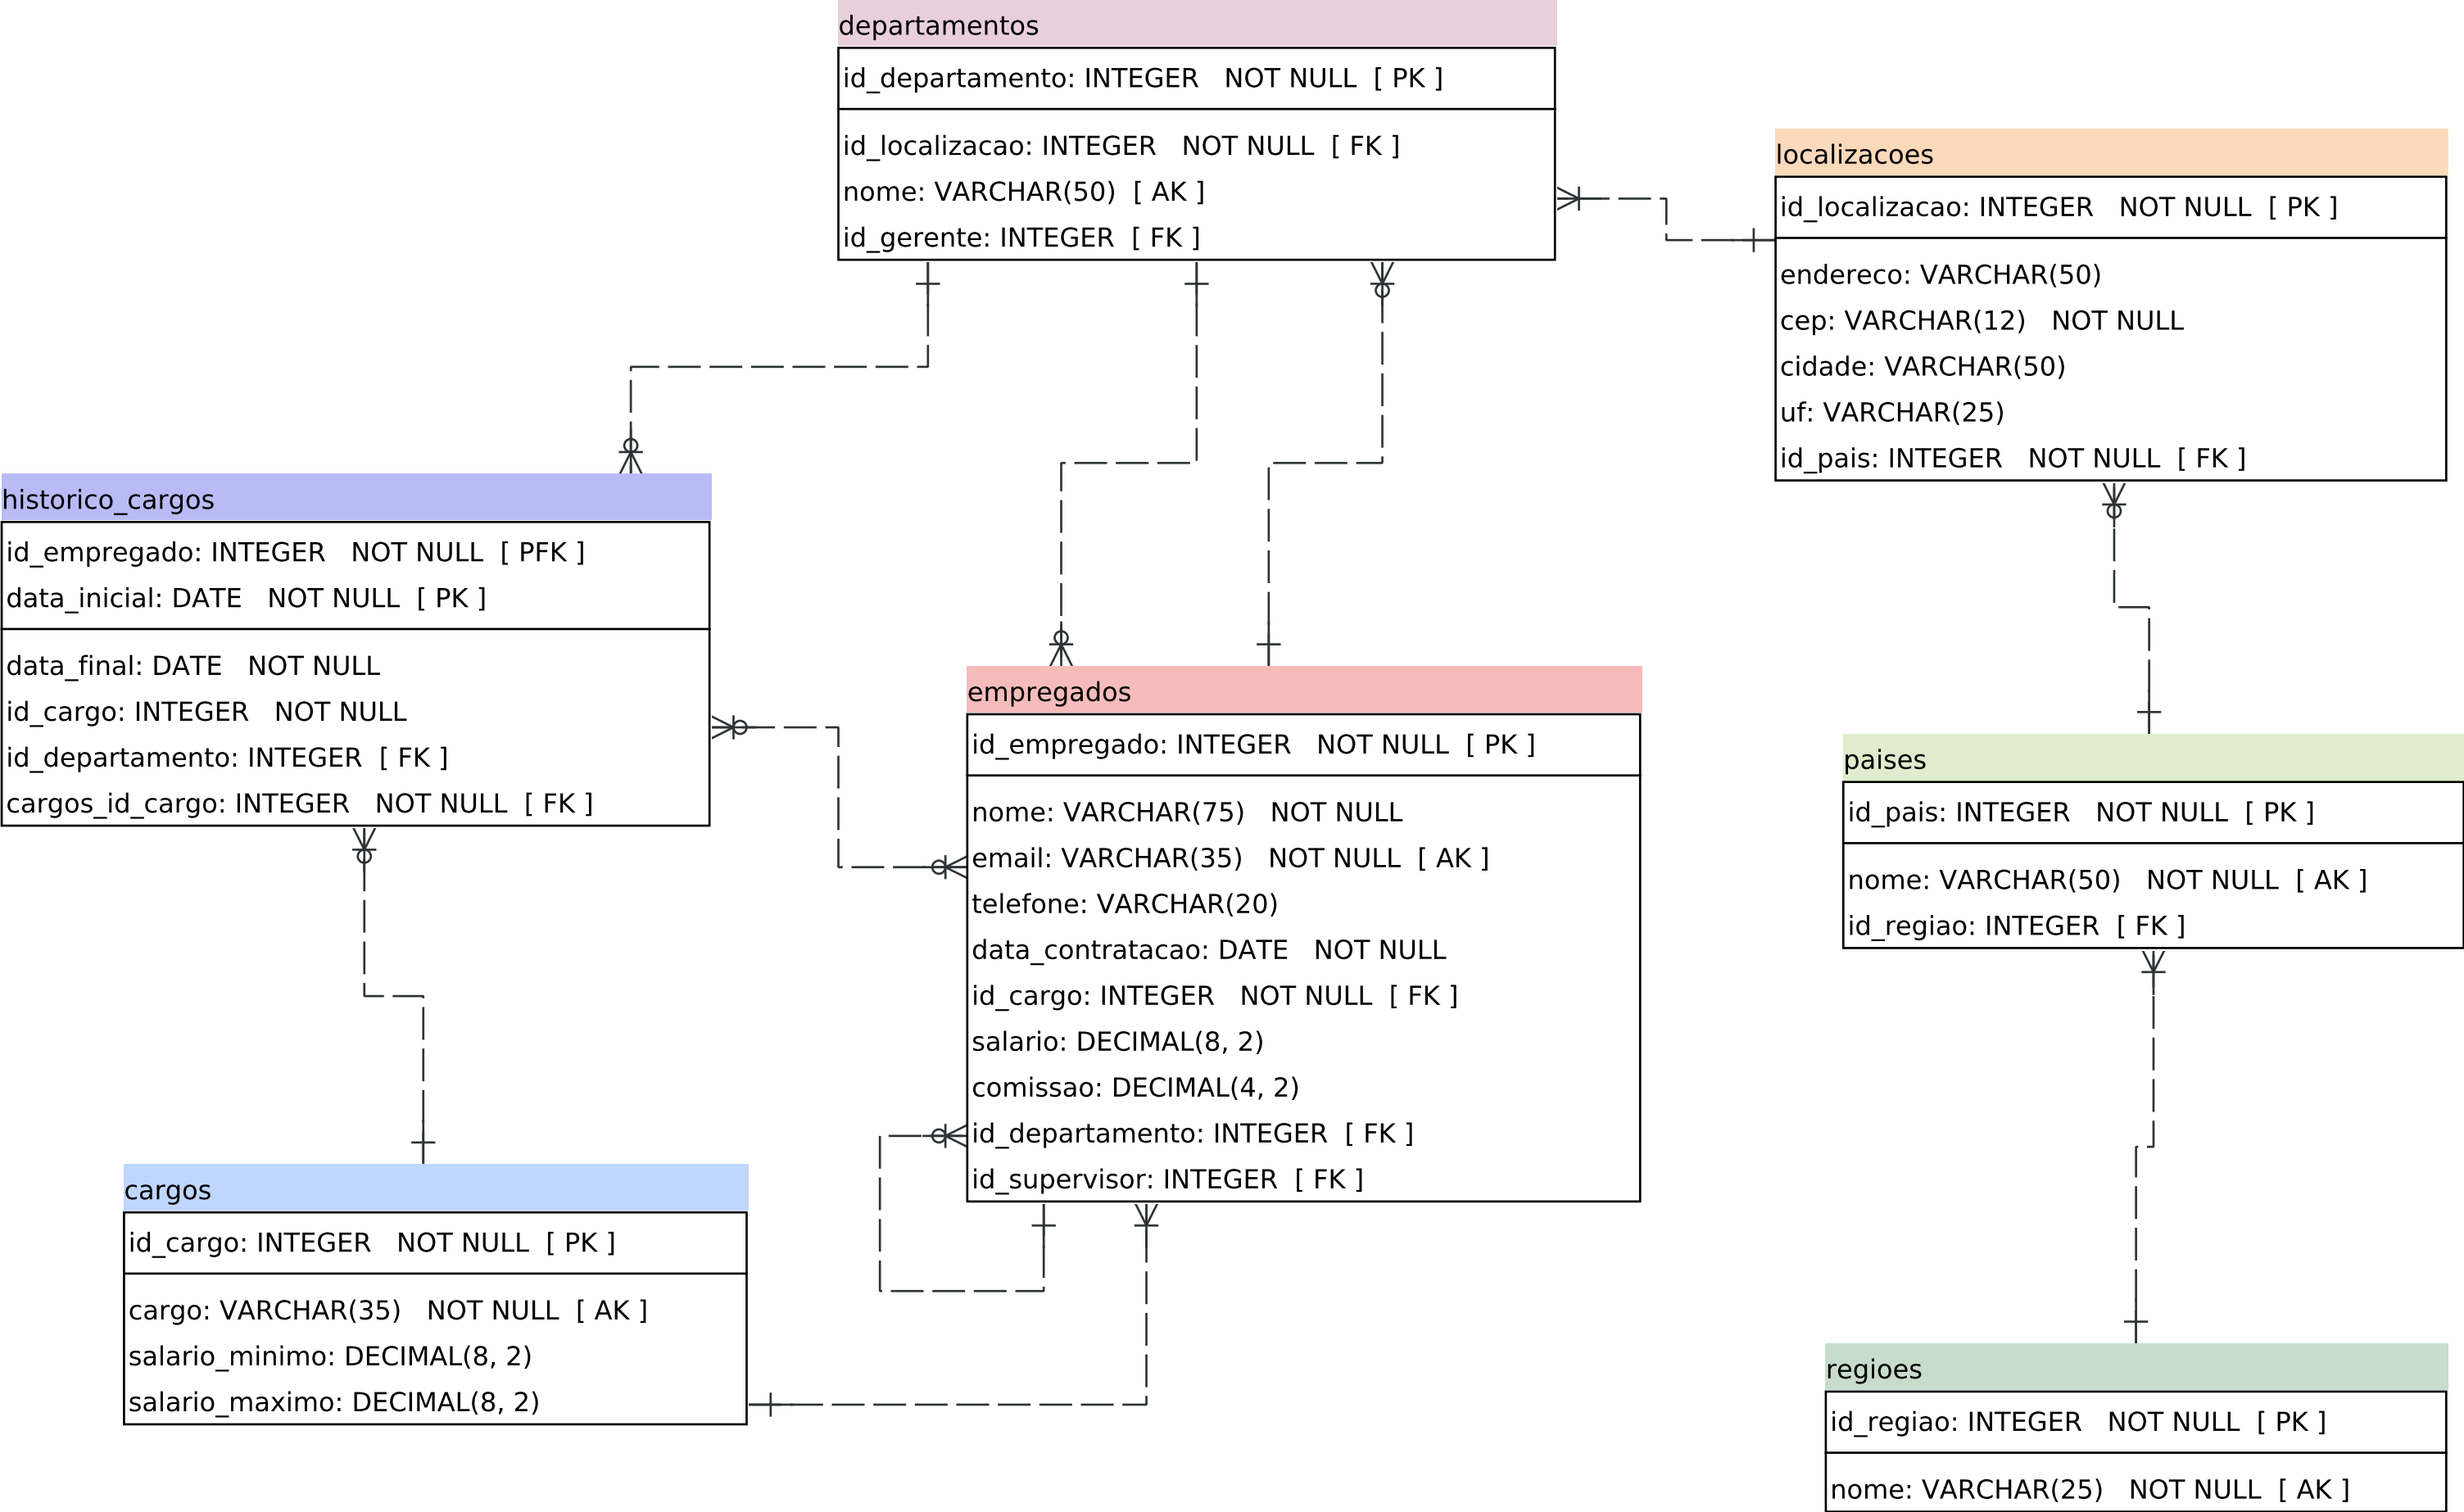 departamentos
id_departamento: INTEGER NOT NULL [ PK ]
id_localizacao: INTEGER NOT NULL [ FK ]
nome: VARCHAR(50) [ AK ]
id_gerente: INTEGER [ FK ]
localizacoes
id_localizacao: INTEGER NOT NULL [ PK ]
endereco: VARCHAR(50)
cep: VARCHAR(12) NOT NULL
cidade: VARCHAR(50)
uf: VARCHAR(25)
id_pais: INTEGER NOT NULL [ FK ]
historico_cargos
id_empregado: INTEGER NOT NULL [ PFK ]
data_inicial: DATE NOT NULL [ PK ]
data_final: DATE NOT NULL
id_cargo: INTEGER NOT NULL
id_departamento: INTEGER [ FK ]
cargos_id_cargo: INTEGER NOT NULL [ FK ]
empregados
id_empregado: INTEGER NOT NULL [ PK ]
nome: VARCHAR(75) NOT NULL
email: VARCHAR(35) NOT NULL [ AK ]
telefone: VARCHAR(20)
data_contratacao: DATE NOT NULL
id_cargo: INTEGER NOT NULL [ FK ]
salario: DECIMAL(8, 2)
comissao: DECIMAL(4, 2)
id_departamento: INTEGER [ FK ]
id_supervisor: INTEGER [ FK ]
paises
id_pais: INTEGER NOT NULL [ PK ]
nome: VARCHAR(50) NOT NULL [ AK ]
id_regiao: INTEGER [ FK ]
cargos
id_cargo: INTEGER NOT NULL [ PK ]
cargo: VARCHAR(35) NOT NULL [ AK ]
salario_minimo: DECIMAL(8, 2)
salario_maximo: DECIMAL(8, 2)
regioes
id_regiao: INTEGER NOT NULL [ PK ]
nome: VARCHAR(25) NOT NULL [ AK ]